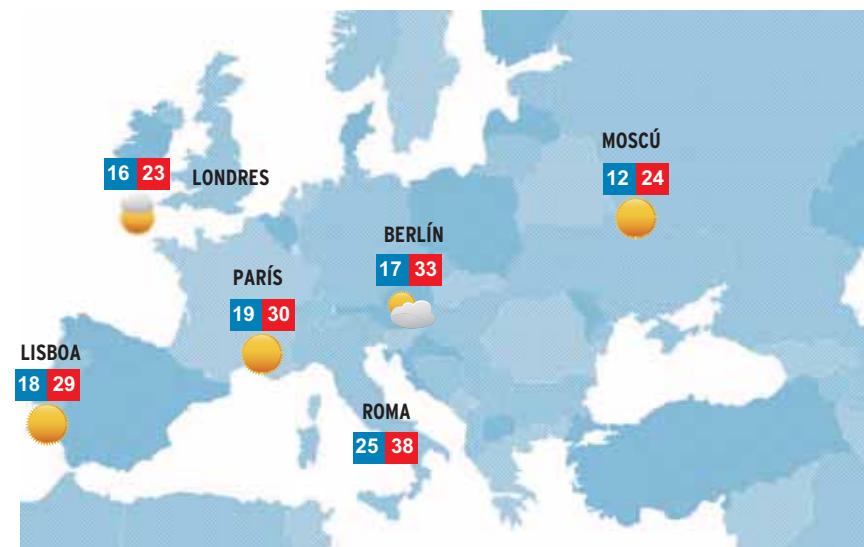 MOSCÚ
12 24
16 23 LONDRES
BERLÍN
17 33
PARÍS
19 30
LISBOA
18 29
ROMA
25 38